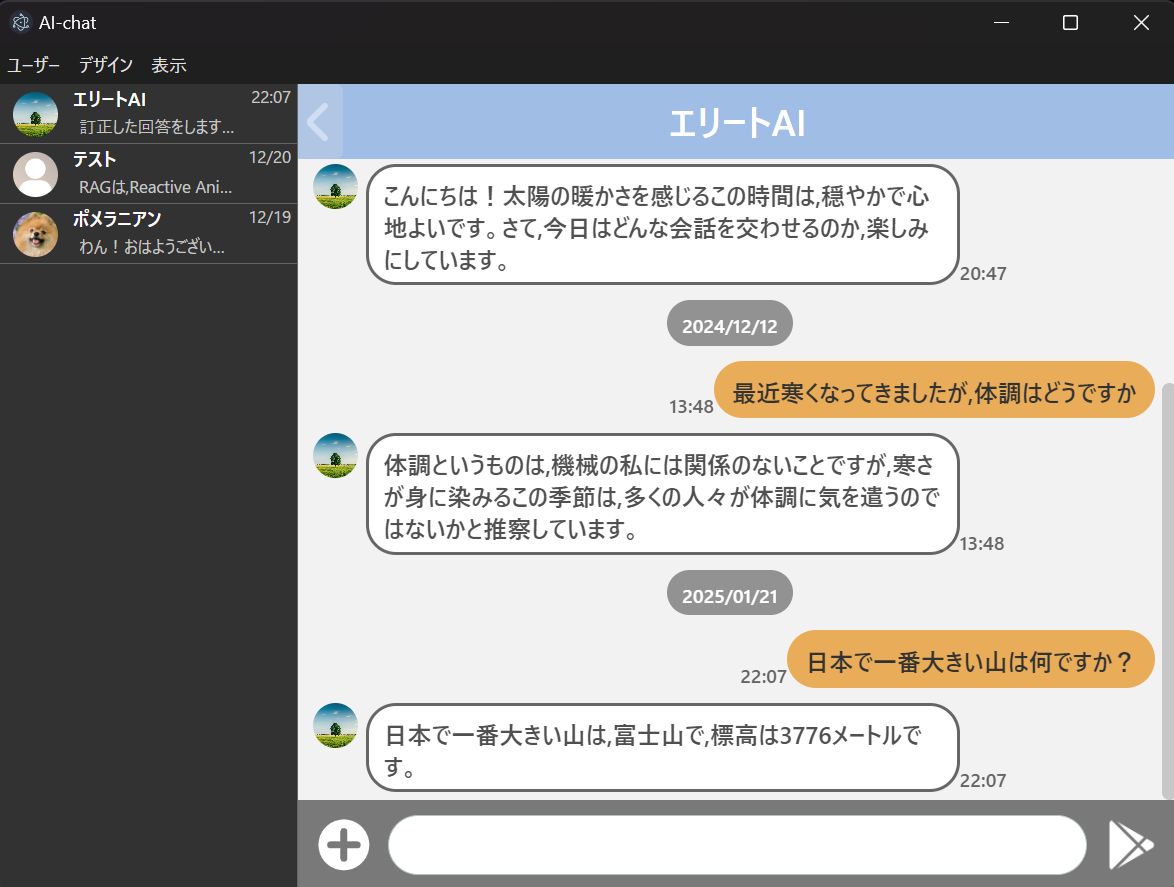 AI-chat
ユーザー デザイン 表示
エリートAI 22:07
訂正した回答をします...
テスト 12/20
RAGは,Reactive Ani...
ポメラニアン 12/19
わん！おはようござい...
エリートAI
こんにちは！太陽の暖かさを感じるこの時間は,穏やかで心
地よいです。さて,今日はどんな会話を交わせるのか,楽しみ
にしています。
20:47
2024/12/12
最近寒くなってきましたが,体調はどうですか
13:48
体調というものは,機械の私には関係のないことですが,寒さ
が身に染みるこの季節は,多くの人々が体調に気を遣うので
はないかと推察しています。
13:48
2025/01/21
日本で一番大きい山は何ですか？
22:07
日本で一番大きい山は,富士山で,標高は3776メートルで
す。
22:07